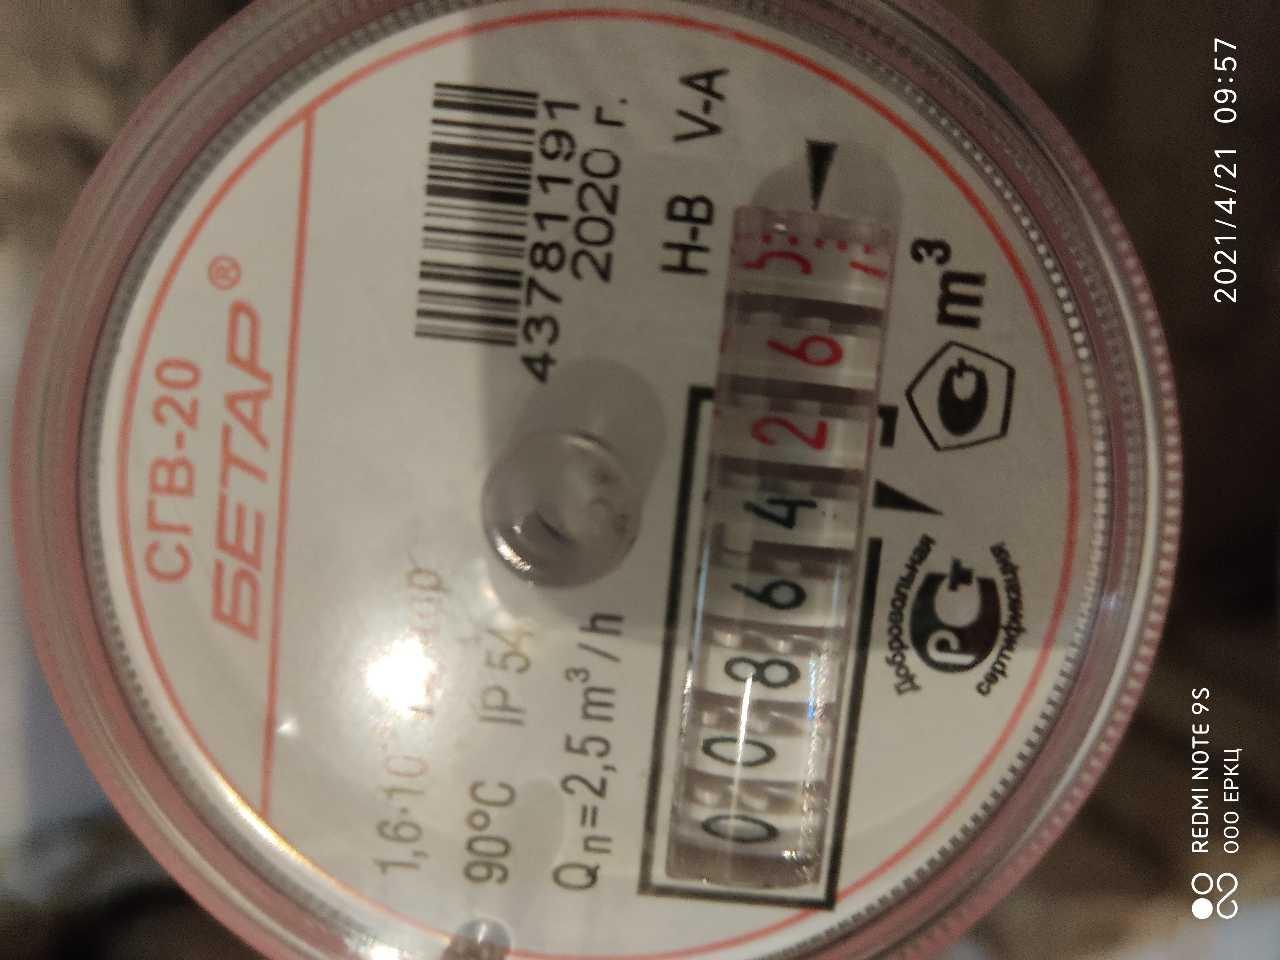 СГВ-20
БЕТАР®
43781191
2020 г.
90°C IP 54
Qn=2,5 m³/h
H-B V-A
00864 26
m³
Добровольная
РСТ
сертификация
2021/4/21 09:57
REDMI NOTE 9S
ООО ЕРКЦ